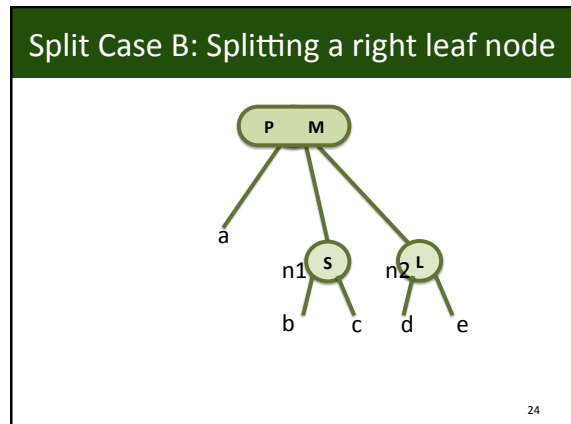 Split Case B: Splitting a right leaf node
P M
a
n1 S n2 L
b c d e
24